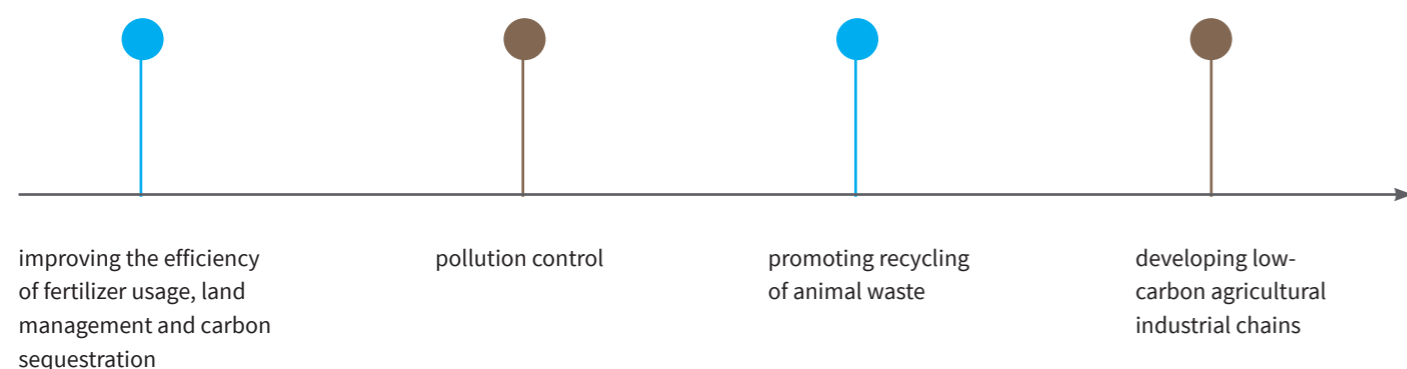 improving the efficiency
of fertilizer usage, land
management and carbon
sequestration
pollution control
promoting recycling
of animal waste
developing low-
carbon agricultural
industrial chains